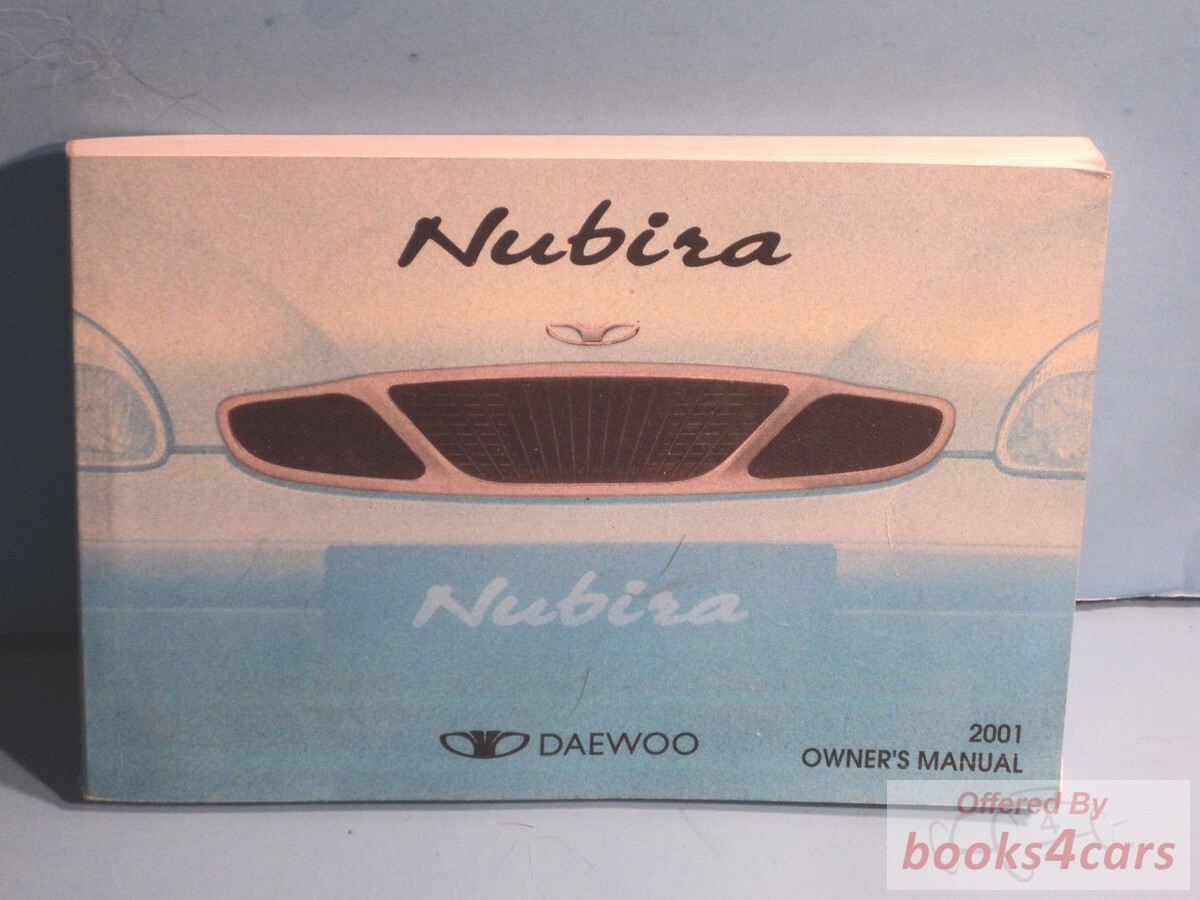 Nubira
Nubira
DAEWOO
2001
OWNER'S MANUAL
Offered By
books4cars